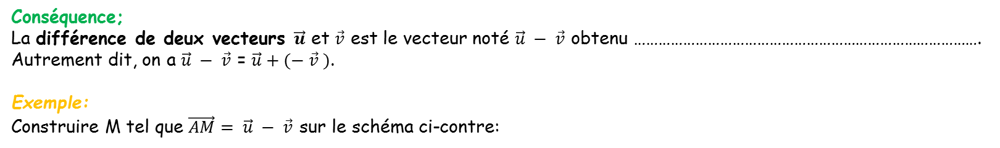 Conséquence;
La différence de deux vecteurs $\vec{u}$ et $\vec{v}$ est le vecteur noté $\vec{u} - \vec{v}$ obtenu ………………………………………………………………………….
Autrement dit, on a $\vec{u} - \vec{v}$ = $\vec{u} + (-\vec{v})$.
Exemple:
Construire M tel que $\overrightarrow{AM} = \vec{u} - \vec{v}$ sur le schéma ci-contre: